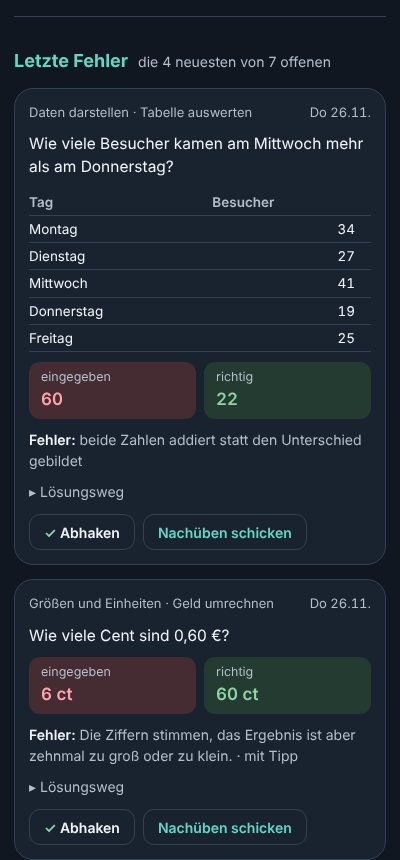 Letzte Fehler die 4 neuesten von 7 offenen
Daten darstellen · Tabelle auswerten Do 26.11.
Wie viele Besucher kamen am Mittwoch mehr
als am Donnerstag?
Tag Besucher
Montag 34
Dienstag 27
Mittwoch 41
Donnerstag 19
Freitag 25
eingegeben richtig
60 22
Fehler: beide Zahlen addiert statt den Unterschied
gebildet
▸ Lösungsweg
✓ Abhaken Nachüben schicken
Größen und Einheiten · Geld umrechnen Do 26.11.
Wie viele Cent sind 0,60 €?
eingegeben richtig
6 ct 60 ct
Fehler: Die Ziffern stimmen, das Ergebnis ist aber
zehnmal zu groß oder zu klein. · mit Tipp
▸ Lösungsweg
✓ Abhaken Nachüben schicken